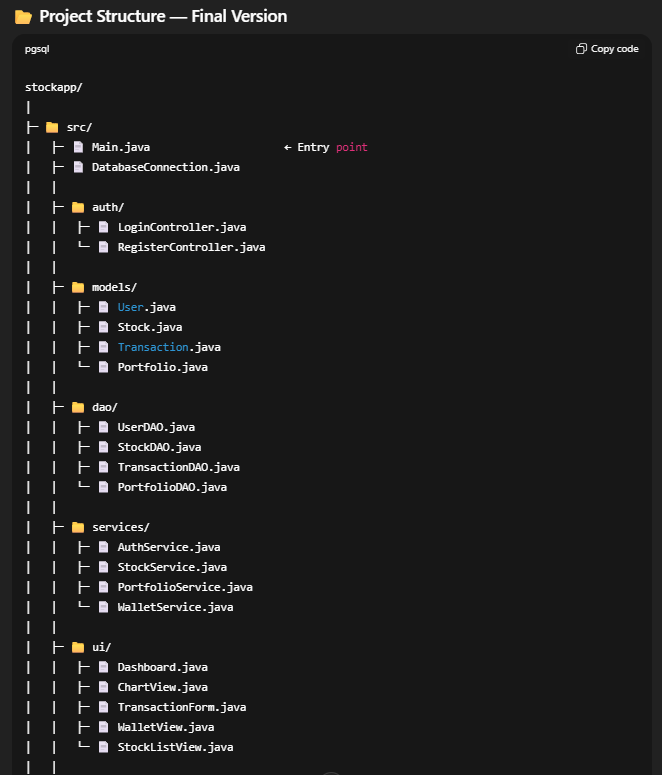 📂 Project Structure — Final Version
pgsql
Copy code
stockapp/
│
├─ 📁 src/
│   ├─ 📄 Main.java                     ← Entry point
│   ├─ 📄 DatabaseConnection.java
│   │
│   ├─ 📁 auth/
│   │   ├─ 📄 LoginController.java
│   │   └─ 📄 RegisterController.java
│   │
│   ├─ 📁 models/
│   │   ├─ 📄 User.java
│   │   ├─ 📄 Stock.java
│   │   ├─ 📄 Transaction.java
│   │   └─ 📄 Portfolio.java
│   │
│   ├─ 📁 dao/
│   │   ├─ 📄 UserDAO.java
│   │   ├─ 📄 StockDAO.java
│   │   ├─ 📄 TransactionDAO.java
│   │   └─ 📄 PortfolioDAO.java
│   │
│   ├─ 📁 services/
│   │   ├─ 📄 AuthService.java
│   │   ├─ 📄 StockService.java
│   │   ├─ 📄 PortfolioService.java
│   │   └─ 📄 WalletService.java
│   │
│   ├─ 📁 ui/
│   │   ├─ 📄 Dashboard.java
│   │   ├─ 📄 ChartView.java
│   │   ├─ 📄 TransactionForm.java
│   │   ├─ 📄 WalletView.java
│   │   └─ 📄 StockListView.java
│   │